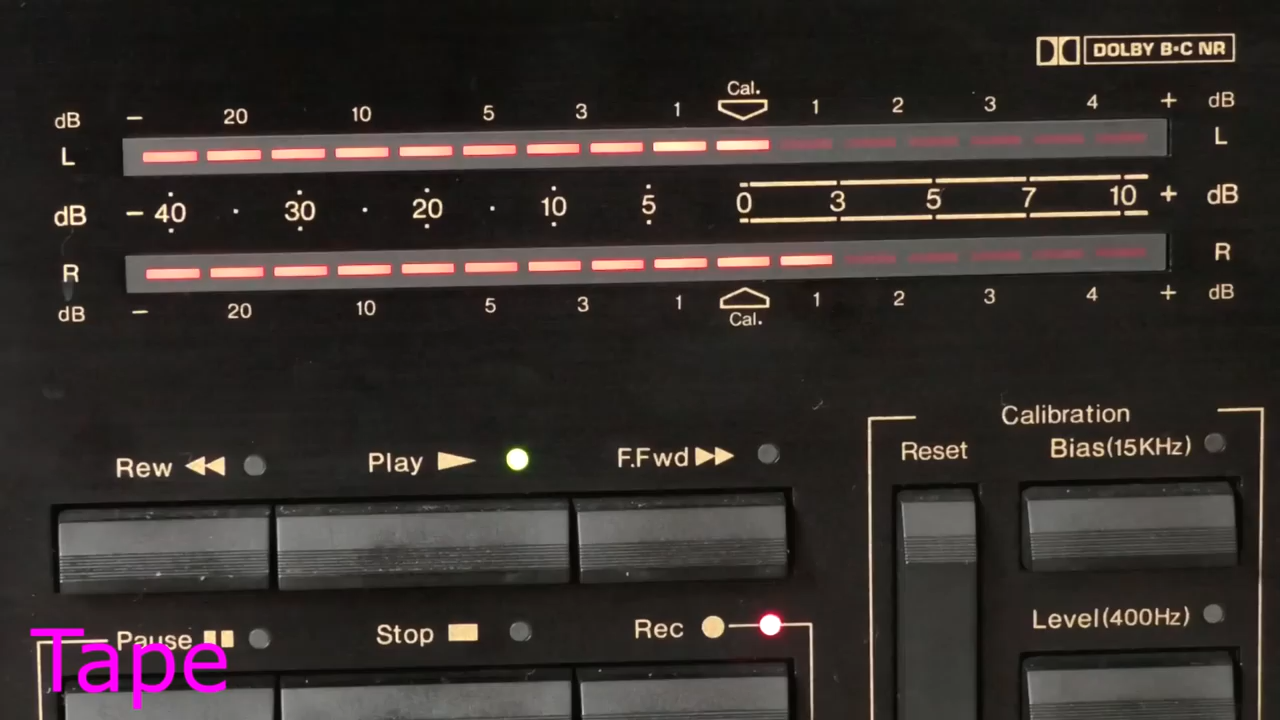 DOLBY B·C NR
Cal.
dB − 20 10 5 3 1 1 2 3 4 + dB
L L
dB − 40 · 30 · 20 · 10 5 0 3 5 7 10 + dB
R R
dB − 20 10 5 3 1 1 2 3 4 + dB
Cal.
Calibration
Rew Play F.Fwd Reset Bias(15KHz)
Pause Stop Rec Level(400Hz)
Tape